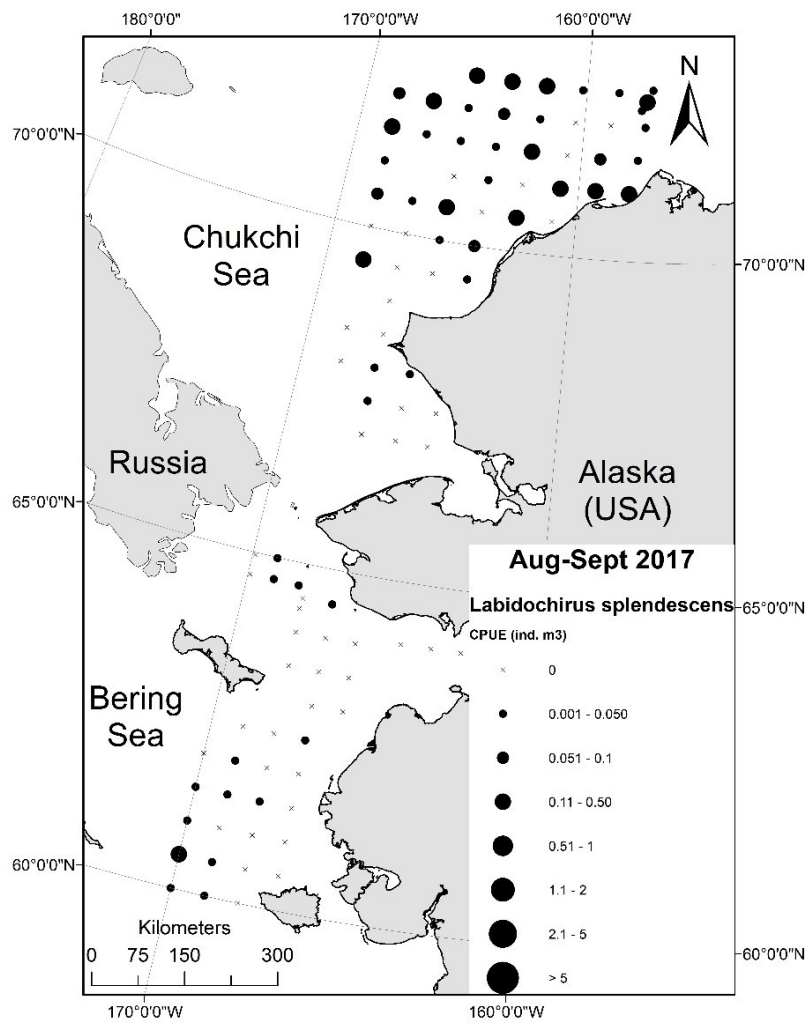 180°0'0"
170°0'0"W
160°0'0"W
N
70°0'0"N
Chukchi
Sea
70°0'0"N
Russia
Alaska
(USA)
65°0'0"N
Aug-Sept 2017
Labidochirus splendescens
65°0'0"N
CPUE (ind. m3)
0
Bering
Sea
0.001 - 0.050
0.051 - 0.1
0.11 - 0.50
0.51 - 1
60°0'0"N
1.1 - 2
Kilometers
2.1 - 5
0 75 150 300
60°0'0"N
> 5
170°0'0"W
160°0'0"W